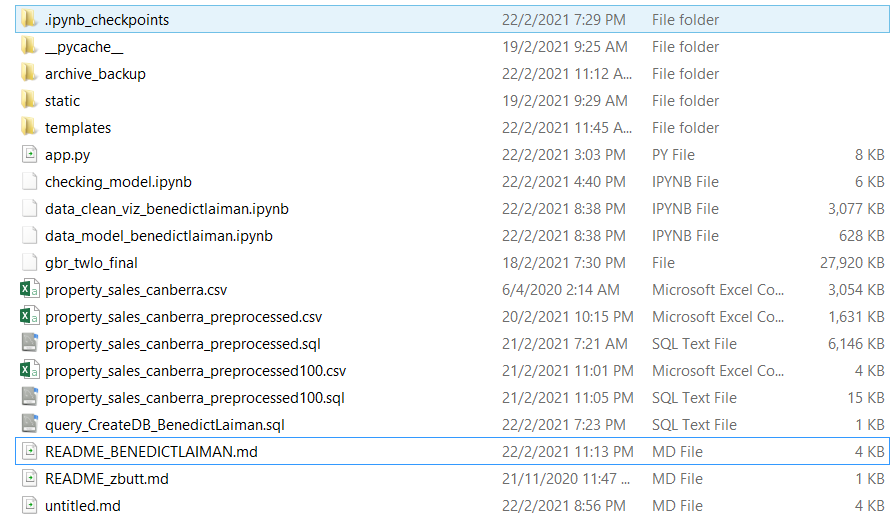 .ipynb_checkpoints 22/2/2021 7:29 PM File folder
__pycache__ 19/2/2021 9:25 AM File folder
archive_backup 22/2/2021 11:12 A... File folder
static 19/2/2021 9:29 AM File folder
templates 22/2/2021 11:45 A... File folder
app.py 22/2/2021 3:03 PM PY File 8 KB
checking_model.ipynb 22/2/2021 4:40 PM IPYNB File 6 KB
data_clean_viz_benedictlaiman.ipynb 22/2/2021 8:38 PM IPYNB File 3,077 KB
data_model_benedictlaiman.ipynb 22/2/2021 8:38 PM IPYNB File 628 KB
gbr_twlo_final 18/2/2021 7:30 PM File 27,920 KB
property_sales_canberra.csv 6/4/2020 2:14 AM Microsoft Excel Co... 3,054 KB
property_sales_canberra_preprocessed.csv 20/2/2021 10:15 PM Microsoft Excel Co... 1,631 KB
property_sales_canberra_preprocessed.sql 21/2/2021 7:21 AM SQL Text File 6,146 KB
property_sales_canberra_preprocessed100.csv 21/2/2021 11:01 PM Microsoft Excel Co... 4 KB
property_sales_canberra_preprocessed100.sql 21/2/2021 11:05 PM SQL Text File 15 KB
query_CreateDB_BenedictLaiman.sql 22/2/2021 7:23 PM SQL Text File 1 KB
README_BENEDICTLAIMAN.md 22/2/2021 11:13 PM MD File 4 KB
README_zbutt.md 21/11/2020 11:47 ... MD File 1 KB
untitled.md 22/2/2021 8:56 PM MD File 4 KB